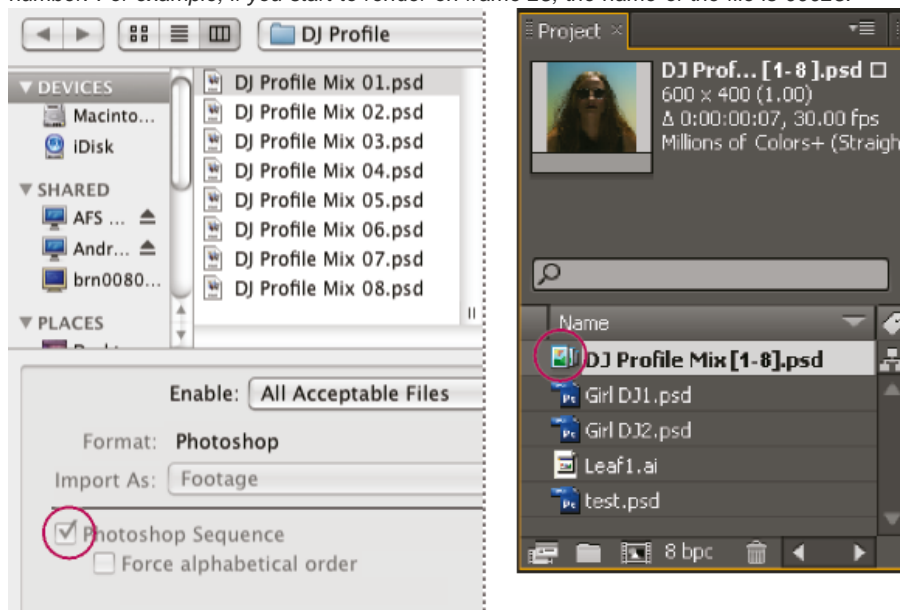 DJ Profile
DEVICES
Macinto...
iDisk
SHARED
AFS ...
Andr...
brn0080...
PLACES
DJ Profile Mix 01.psd
DJ Profile Mix 02.psd
DJ Profile Mix 03.psd
DJ Profile Mix 04.psd
DJ Profile Mix 05.psd
DJ Profile Mix 06.psd
DJ Profile Mix 07.psd
DJ Profile Mix 08.psd
Enable: All Acceptable Files
Format: Photoshop
Import As: Footage
Photoshop Sequence
Force alphabetical order
Project
DJ Prof... [1-8].psd
600 x 400 (1.00)
Δ 0:00:00:07, 30.00 fps
Millions of Colors+ (Straigh
Name
DJ Profile Mix [1-8].psd
Girl DJ1.psd
Girl DJ2.psd
Leaf1.ai
test.psd
8 bpc